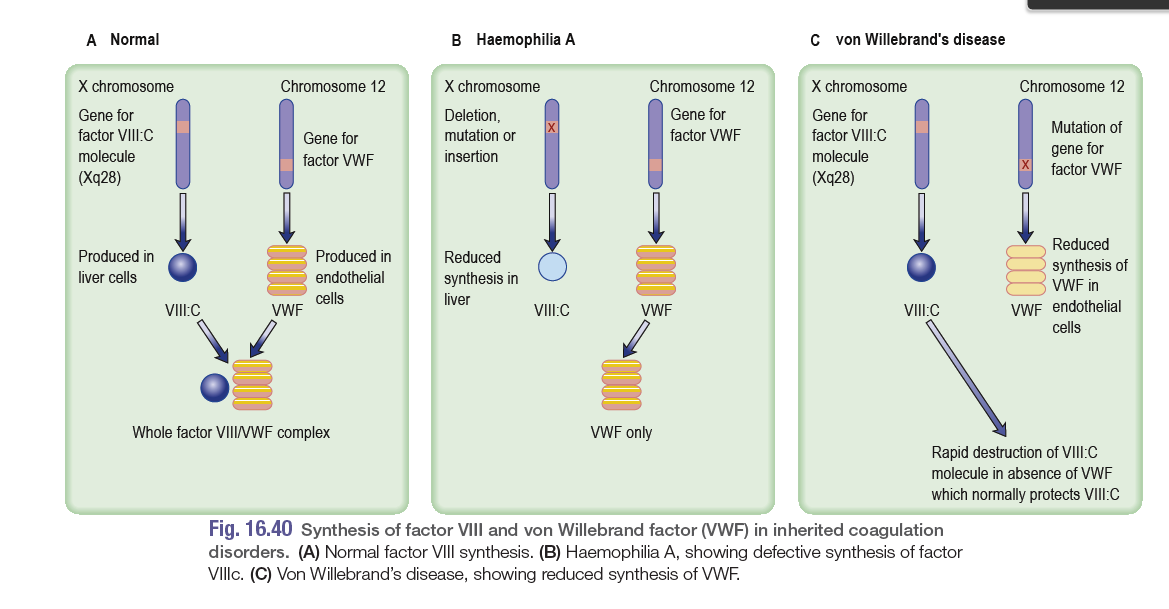 A Normal
X chromosome
Chromosome 12
Gene for
factor VIII:C
molecule
(Xq28)
Gene for
factor VWF
Produced in
liver cells
Produced in
endothelial
cells
VIII:C
VWF
Whole factor VIII/VWF complex
B Haemophilia A
X chromosome
Chromosome 12
Deletion,
mutation or
insertion
X
Gene for
factor VWF
Reduced
synthesis in
liver
VIII:C
VWF
VWF only
C von Willebrand's disease
X chromosome
Chromosome 12
Gene for
factor VIII:C
molecule
(Xq28)
Mutation of
gene for
factor VWF
X
Reduced
synthesis of
VWF in
endothelial
cells
VIII:C
VWF
Rapid destruction of VIII:C
molecule in absence of VWF
which normally protects VIII:C
Fig. 16.40 Synthesis of factor VIII and von Willebrand factor (VWF) in inherited coagulation
disorders. (A) Normal factor VIII synthesis. (B) Haemophilia A, showing defective synthesis of factor
VIIIc. (C) Von Willebrand’s disease, showing reduced synthesis of VWF.